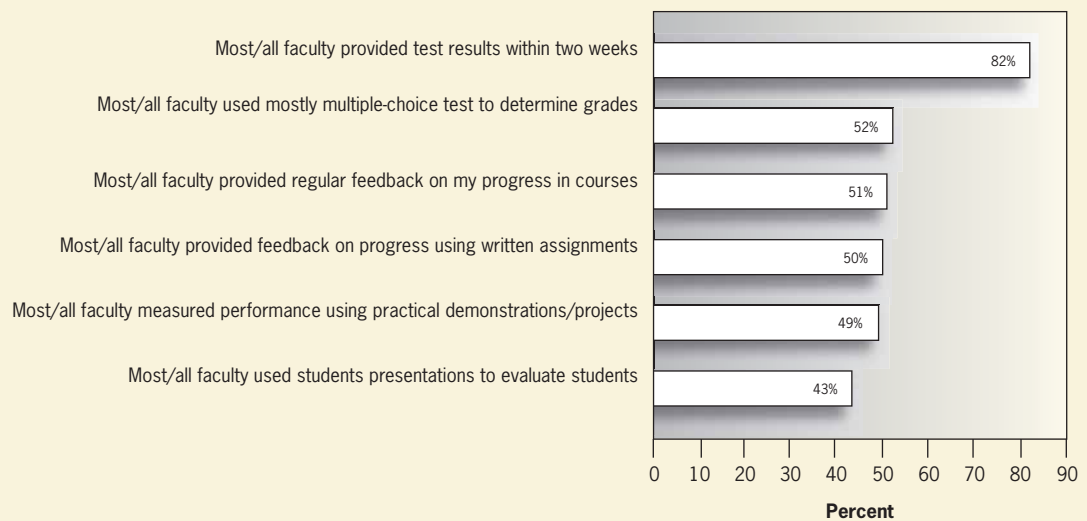 Most/all faculty provided test results within two weeks
82%
Most/all faculty used mostly multiple-choice test to determine grades
52%
Most/all faculty provided regular feedback on my progress in courses
51%
Most/all faculty provided feedback on progress using written assignments
50%
Most/all faculty measured performance using practical demonstrations/projects
49%
Most/all faculty used students presentations to evaluate students
43%
0 10 20 30 40 50 60 70 80 90
Percent